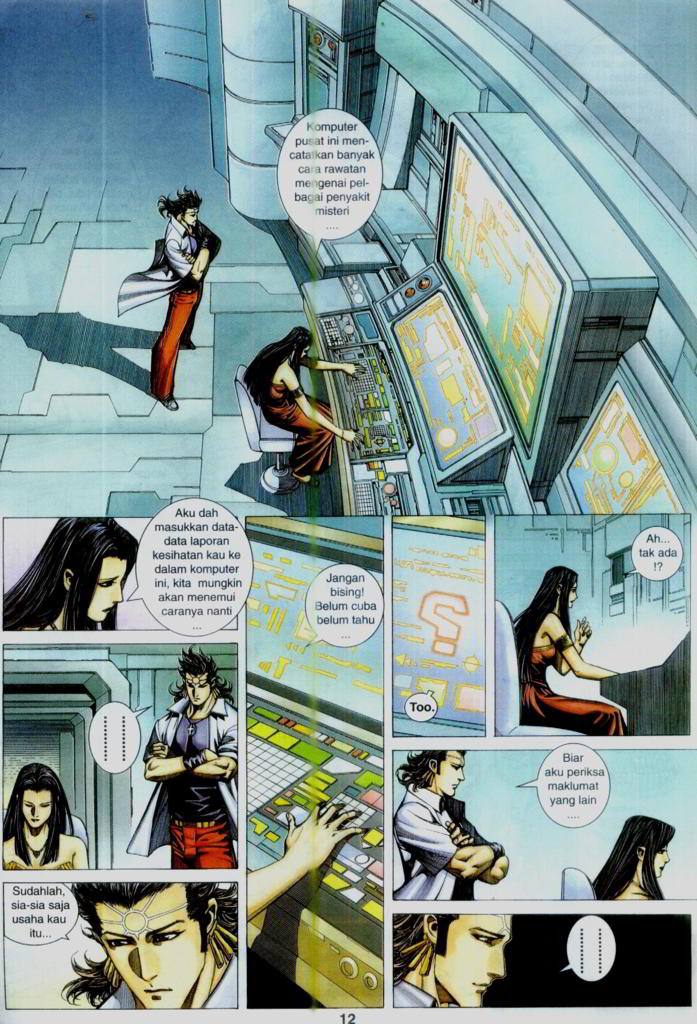 Komputer
pusat ini men-
catatkan banyak
cara rawatan
mengenai pel-
bagai penyakit
misteri
....
Aku dah
masukkan data-
data laporan
kesihatan kau ke
dalam komputer
ini, kita mungkin
akan menemui
caranya nanti
...
Sudahlah,
sia-sia saja
usaha kau
itu...
Jangan
bising!
Belum cuba
belum tahu
...
?
Too.
Ah...
tak ada
!?
Biar
aku periksa
maklumat
yang lain
....
12